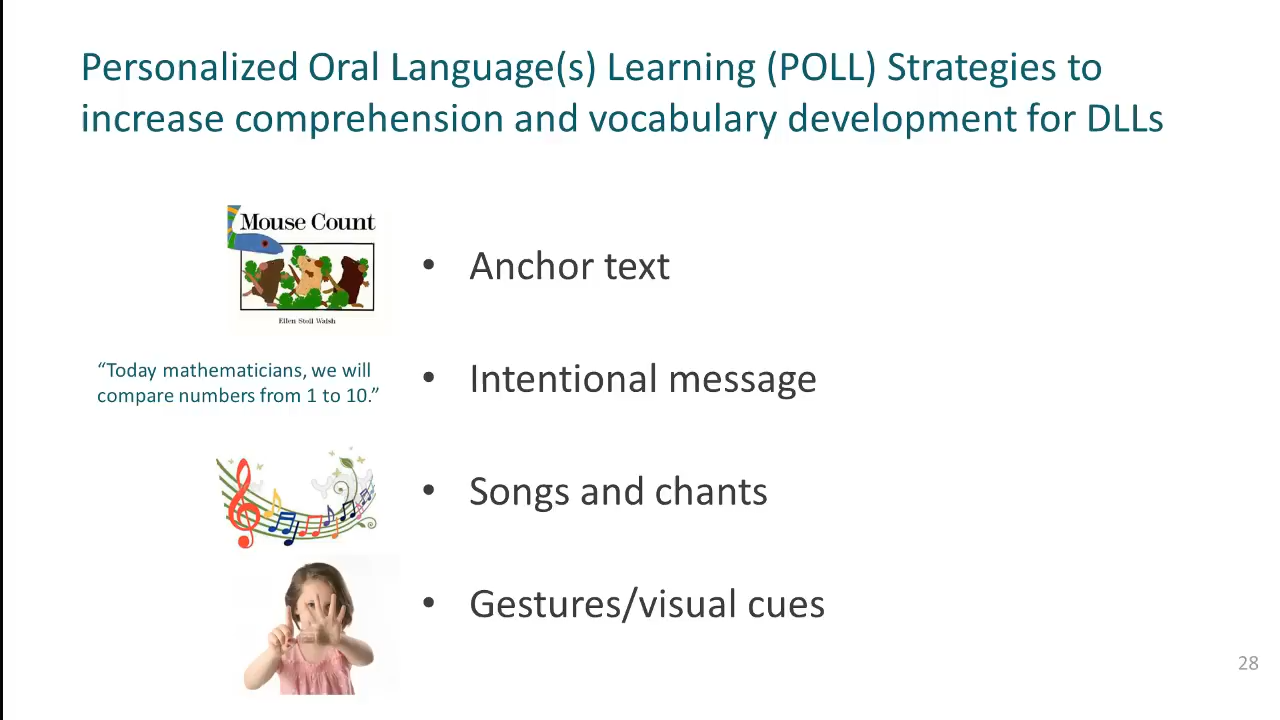 Personalized Oral Language(s) Learning (POLL) Strategies to
increase comprehension and vocabulary development for DLLs
Mouse Count
Ellen Stoll Walsh
• Anchor text
“Today mathematicians, we will
compare numbers from 1 to 10.”
• Intentional message
• Songs and chants
• Gestures/visual cues
28